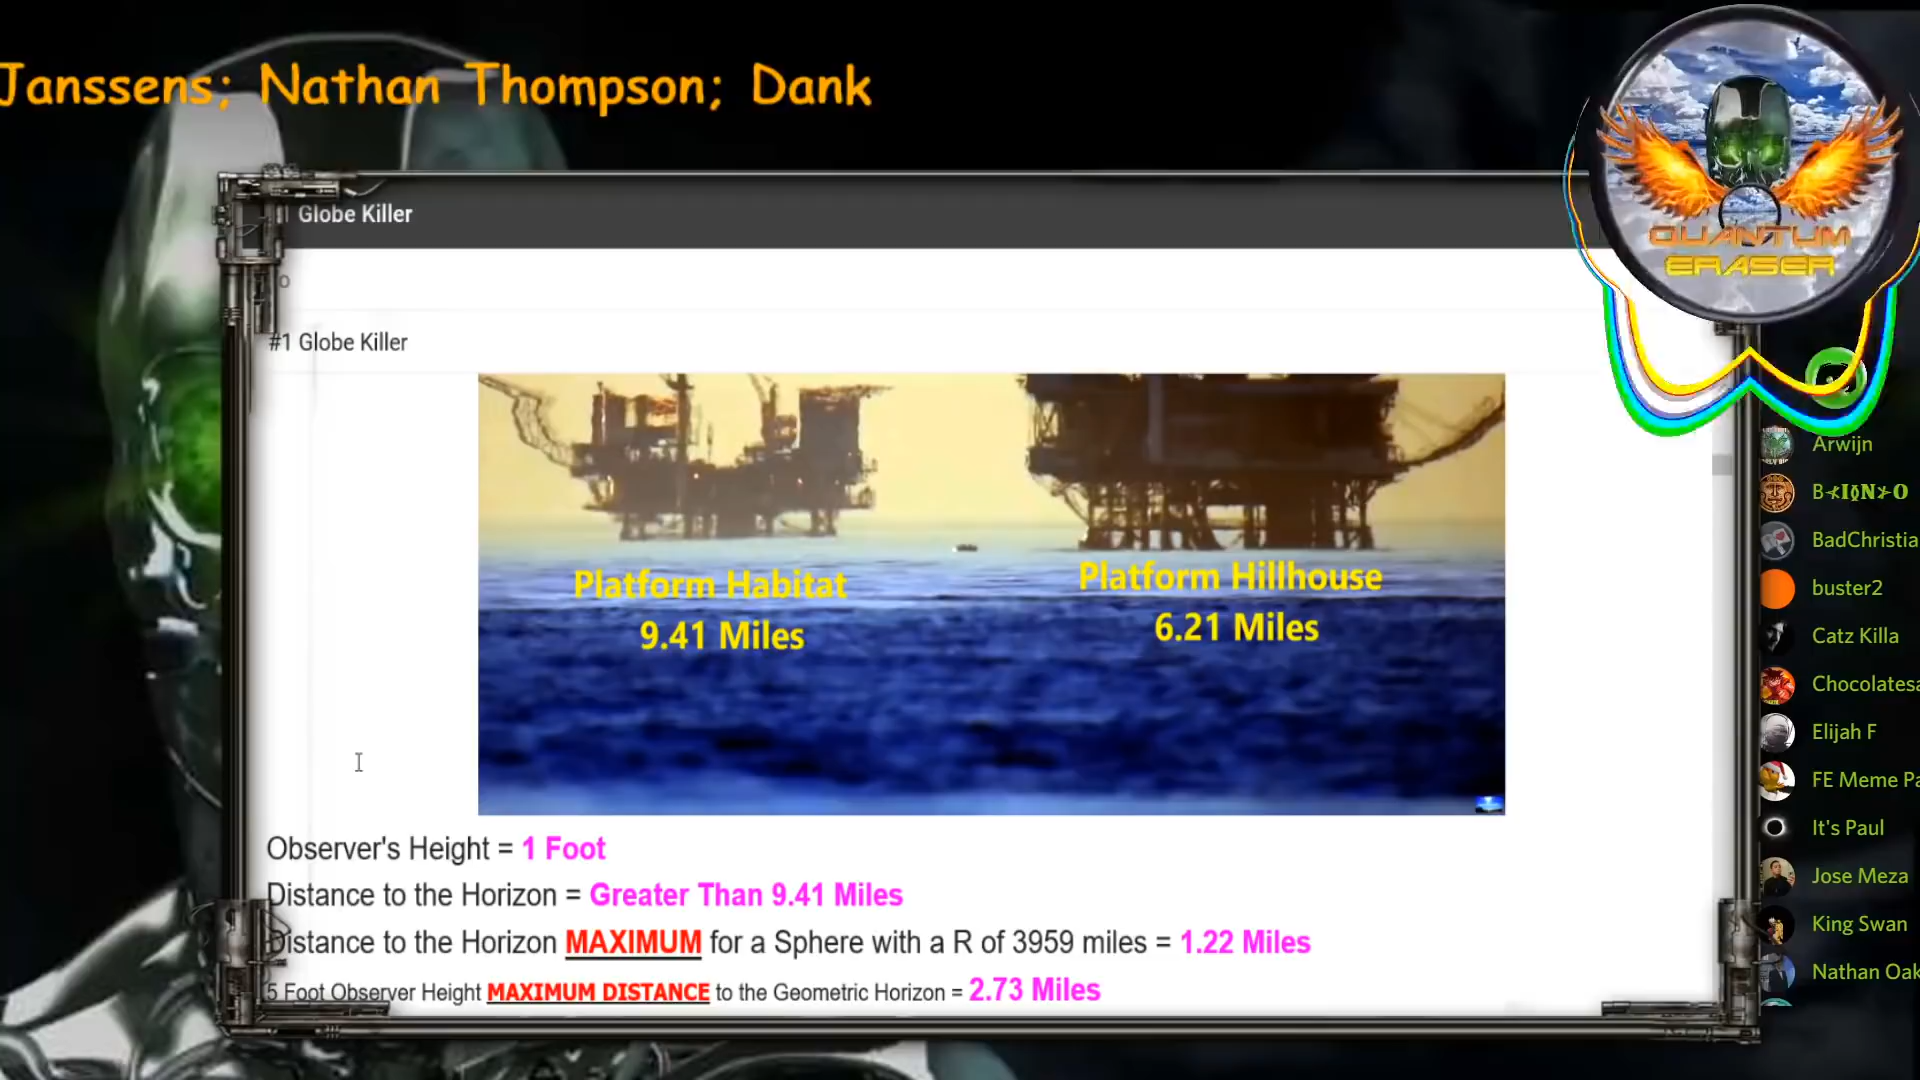 Janssens; Nathan Thompson; Dank
QUANTUM
ERASER
Globe Killer
#1 Globe Killer
Platform Habitat
9.41 Miles
Platform Hillhouse
6.21 Miles
Observer's Height = 1 Foot
Distance to the Horizon = Greater Than 9.41 Miles
Distance to the Horizon MAXIMUM for a Sphere with a R of 3959 miles = 1.22 Miles
5 Foot Observer Height MAXIMUM DISTANCE to the Geometric Horizon = 2.73 Miles
Arwijn
BadChristia
buster2
Catz Killa
Chocolatesa
Elijah F
FE Meme Pa
It's Paul
Jose Meza
King Swan
Nathan Oak